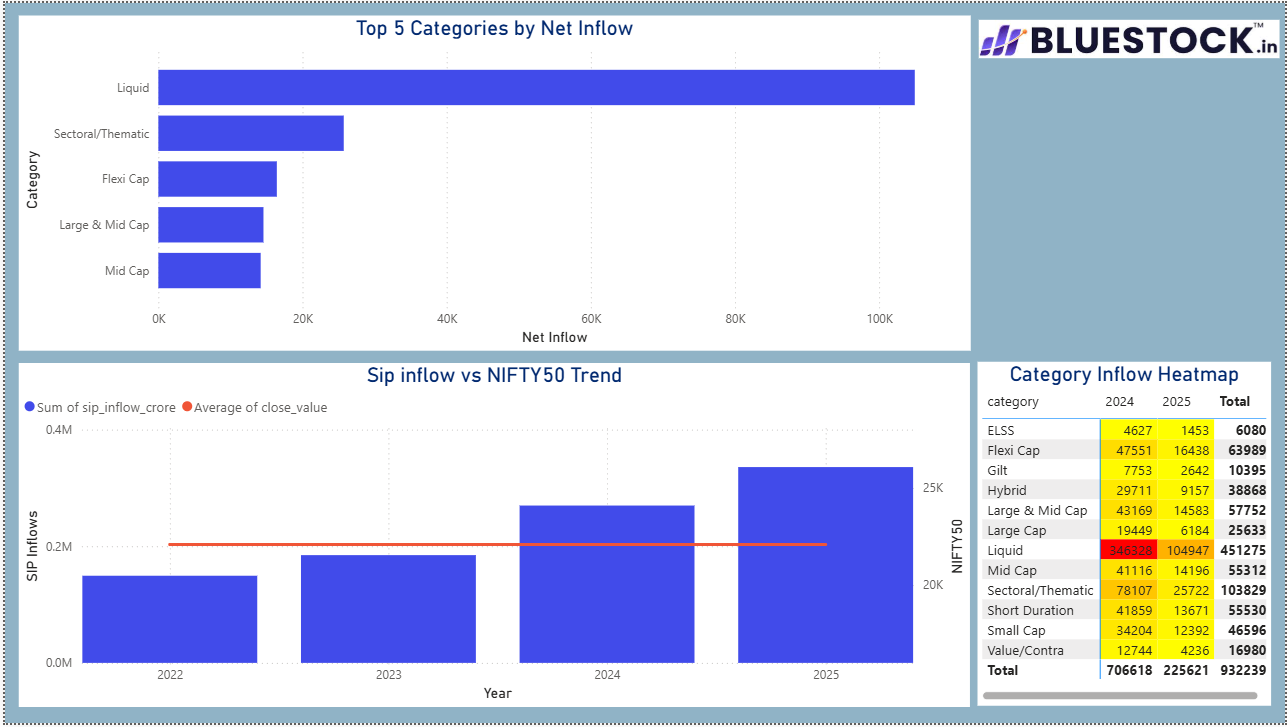 Top 5 Categories by Net Inflow
BLUESTOCK.in™
Category
Liquid
Sectoral/Thematic
Flexi Cap
Large & Mid Cap
Mid Cap
0K 20K 40K 60K 80K 100K
Net Inflow
Sip inflow vs NIFTY50 Trend
Sum of sip_inflow_crore Average of close_value
SIP Inflows
0.4M
0.2M
0.0M
25K
20K
NIFTY50
2022 2023 2024 2025
Year
Category Inflow Heatmap
category 2024 2025 Total
ELSS 4627 1453 6080
Flexi Cap 47551 16438 63989
Gilt 7753 2642 10395
Hybrid 29711 9157 38868
Large & Mid Cap 43169 14583 57752
Large Cap 19449 6184 25633
Liquid 346328 104947 451275
Mid Cap 41116 14196 55312
Sectoral/Thematic 78107 25722 103829
Short Duration 41859 13671 55530
Small Cap 34204 12392 46596
Value/Contra 12744 4236 16980
Total 706618 225621 932239